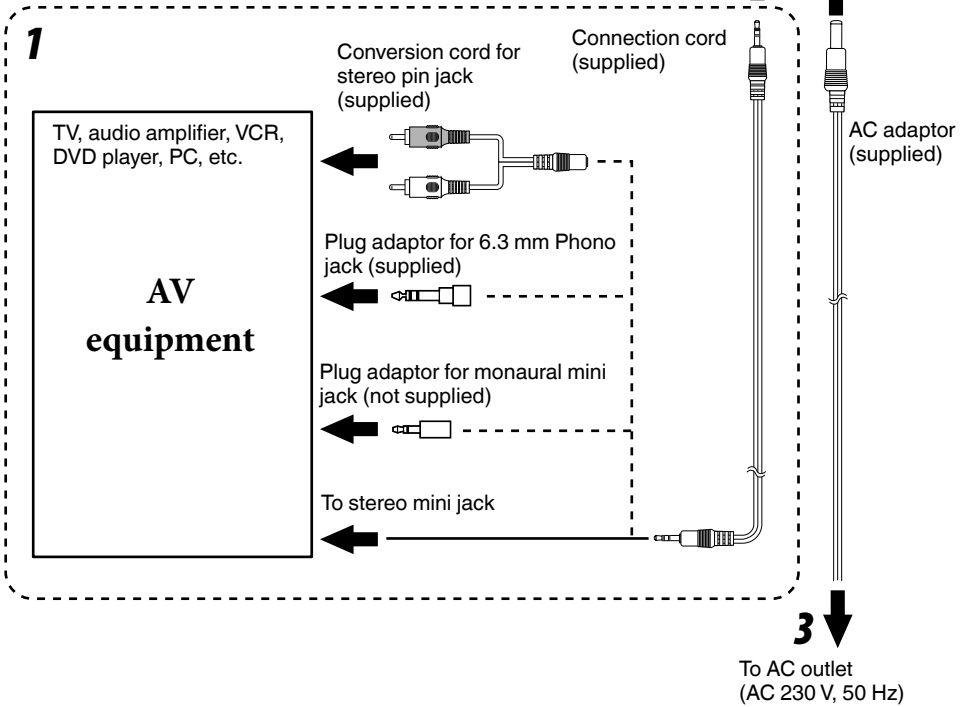 1
Conversion cord for
stereo pin jack
(supplied)
Connection cord
(supplied)
TV, audio amplifier, VCR,
DVD player, PC, etc.
AC adaptor
(supplied)
Plug adaptor for 6.3 mm Phono
jack (supplied)
AV
equipment
Plug adaptor for monaural mini
jack (not supplied)
To stereo mini jack
3
To AC outlet
(AC 230 V, 50 Hz)